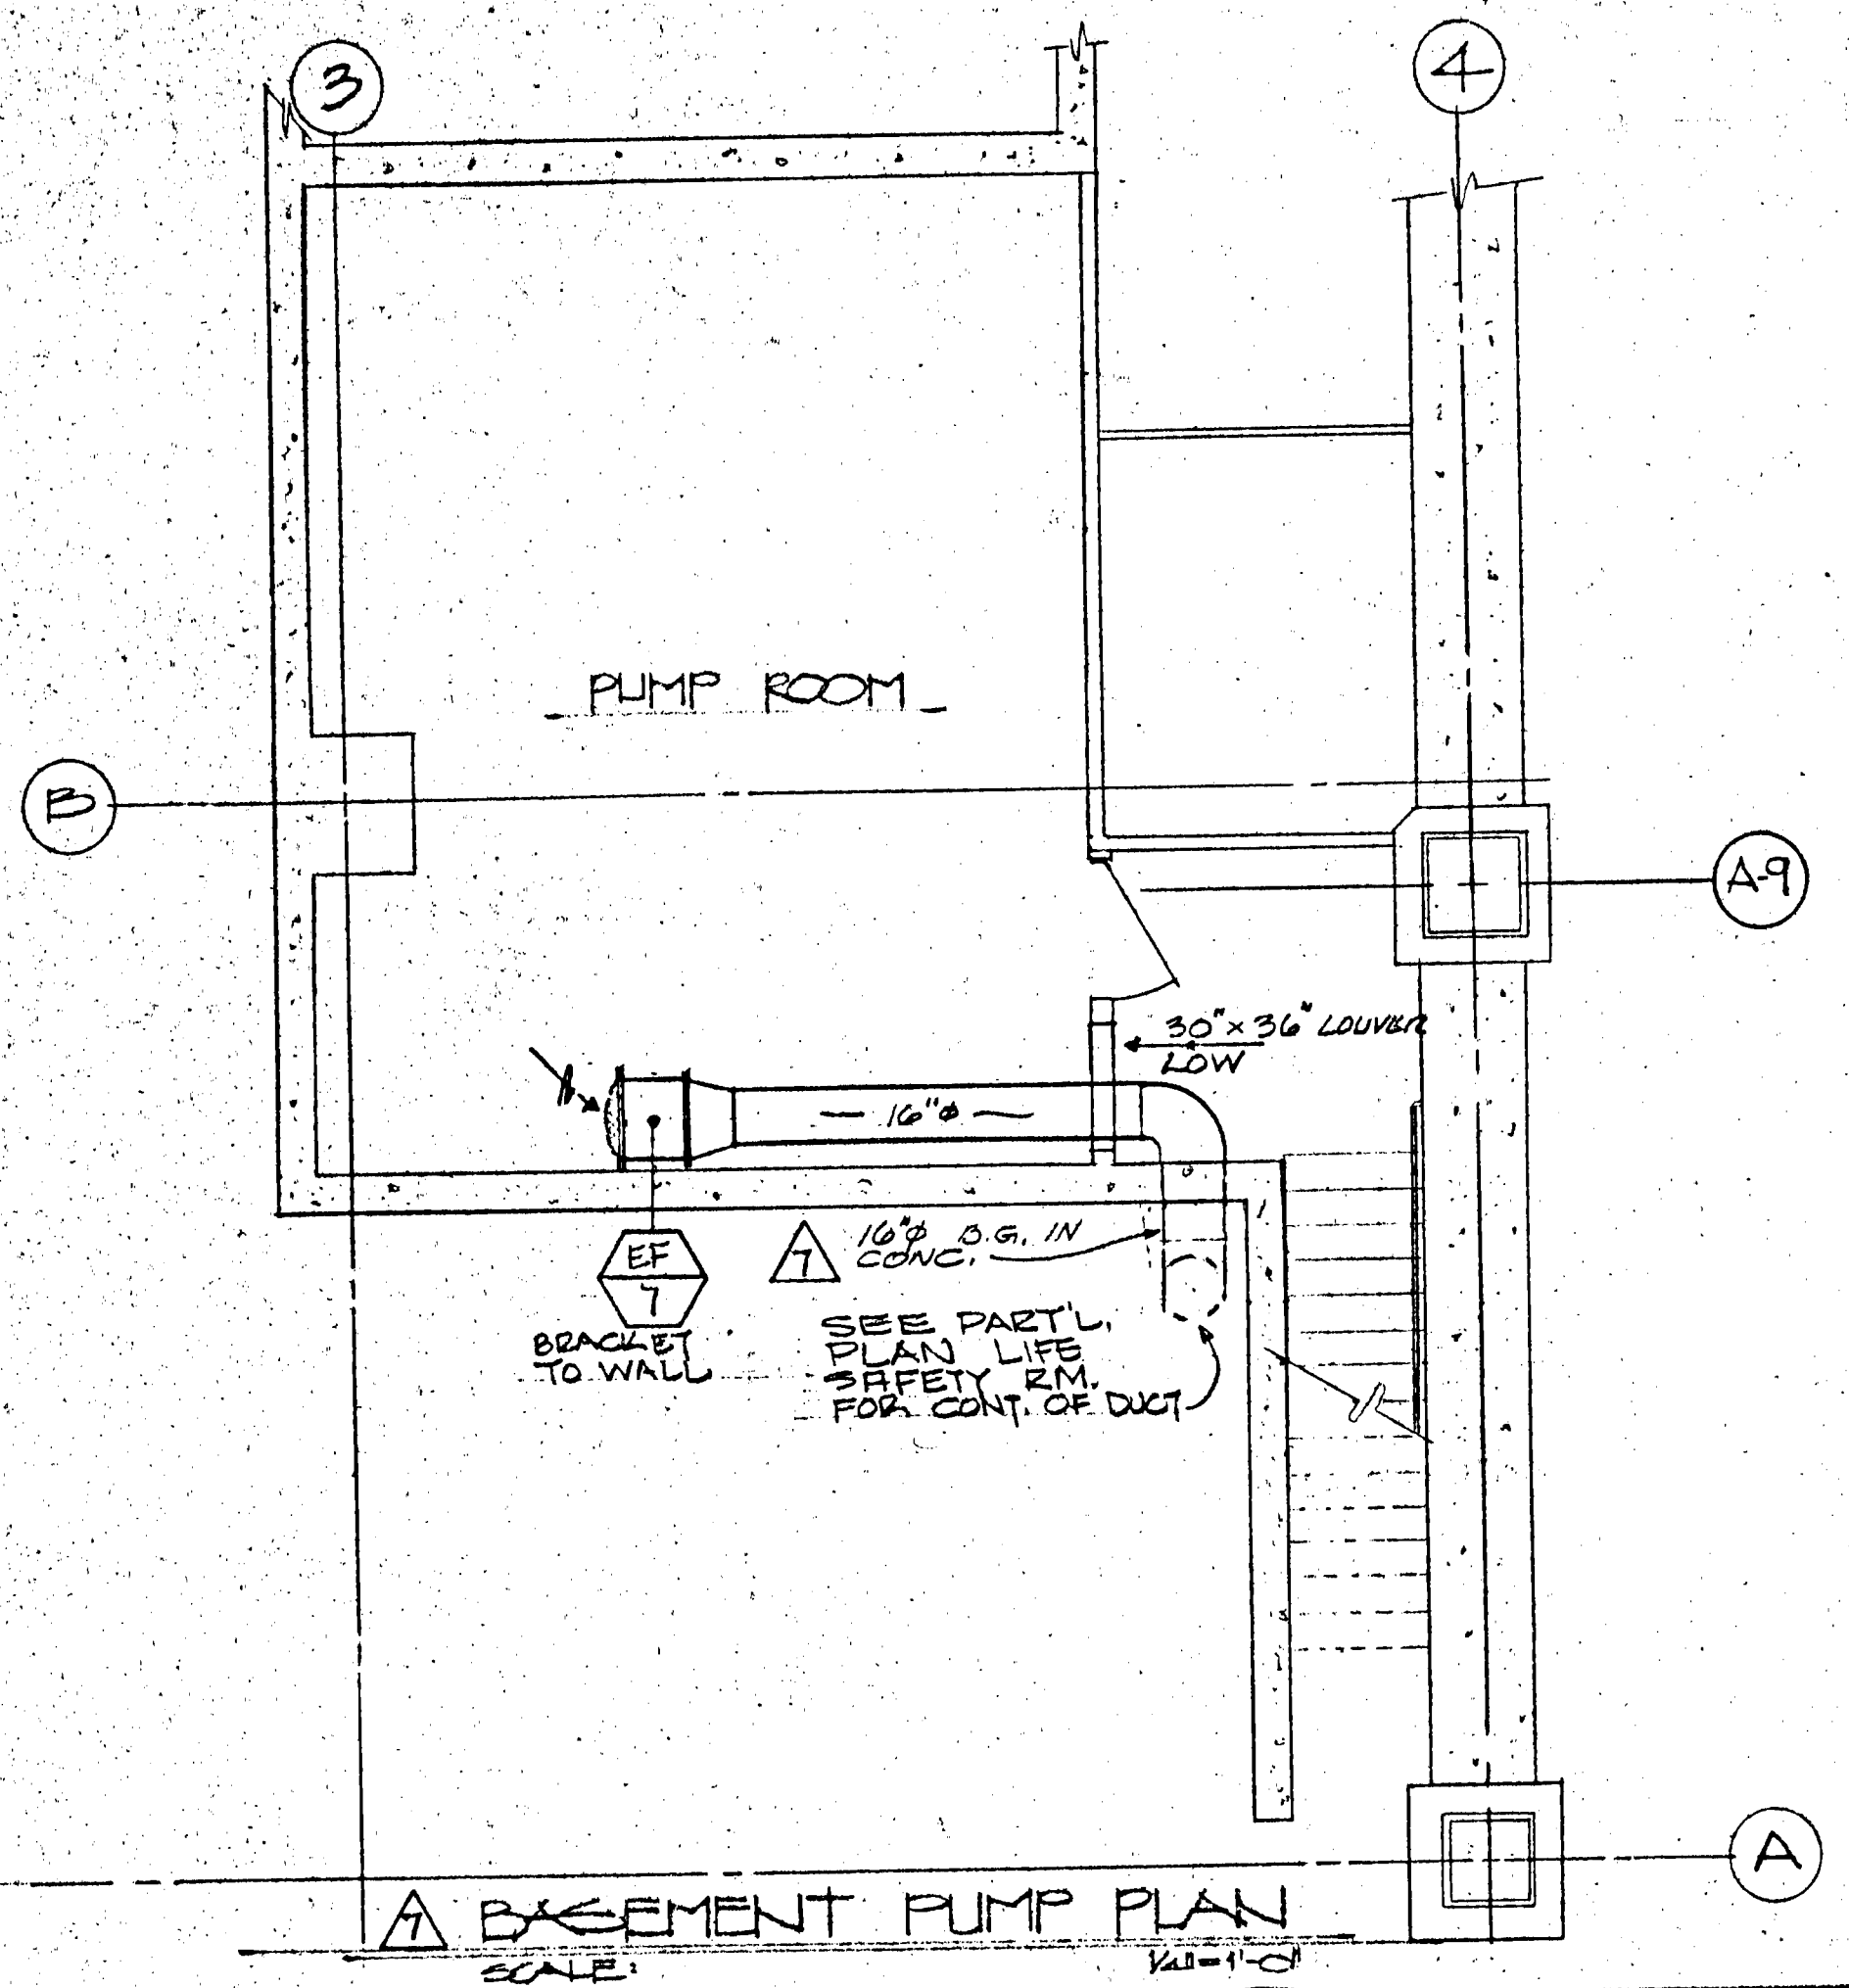 3
4
PUMP ROOM
B
A-9
30"x36" LOUVER
LOW
16"ø
EF
7
BRACKET
TO WALL
7
16"ø B.G. IN
CONC.
SEE PART'L.
PLAN LIFE
SAFETY RM.
FOR CONT. OF DUCT
A
7 BASEMENT PUMP PLAN
SCALE: 1/4"=1'-0"